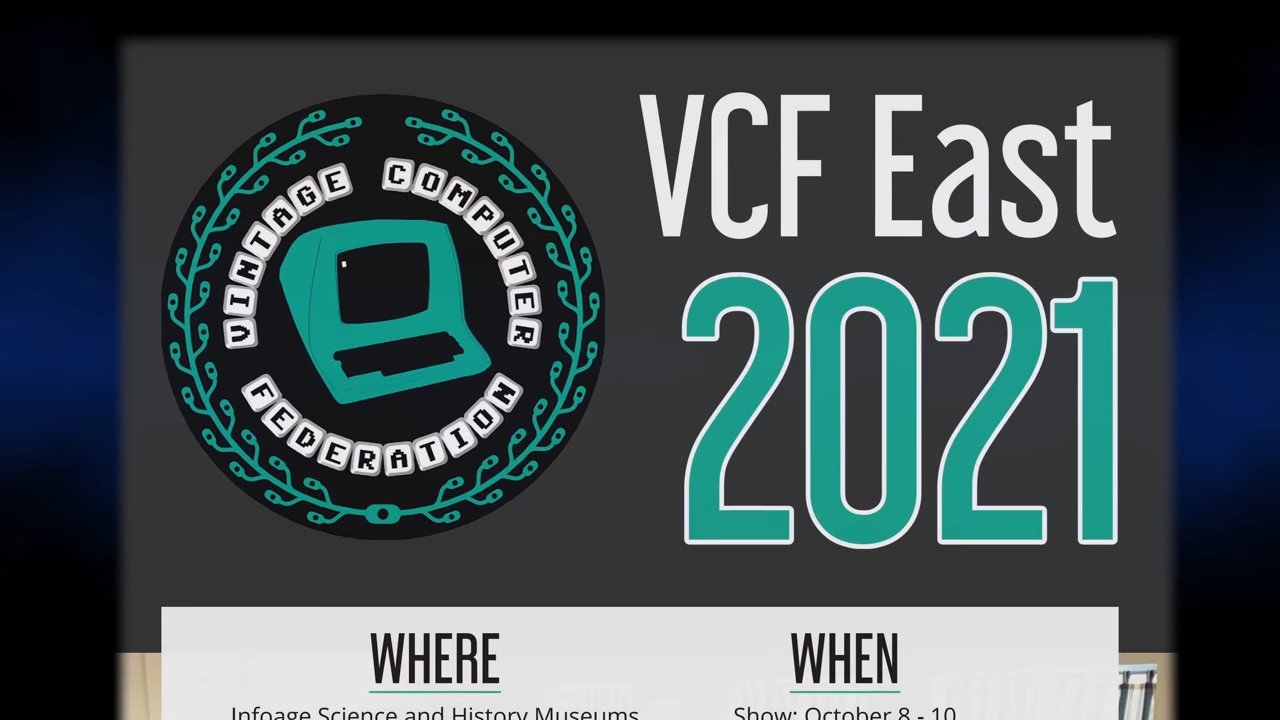 VINTAGE COMPUTER
FEDERATION
VCF East
2021
WHERE
WHEN
Infoage Science and History Museums
Show: October 8 - 10